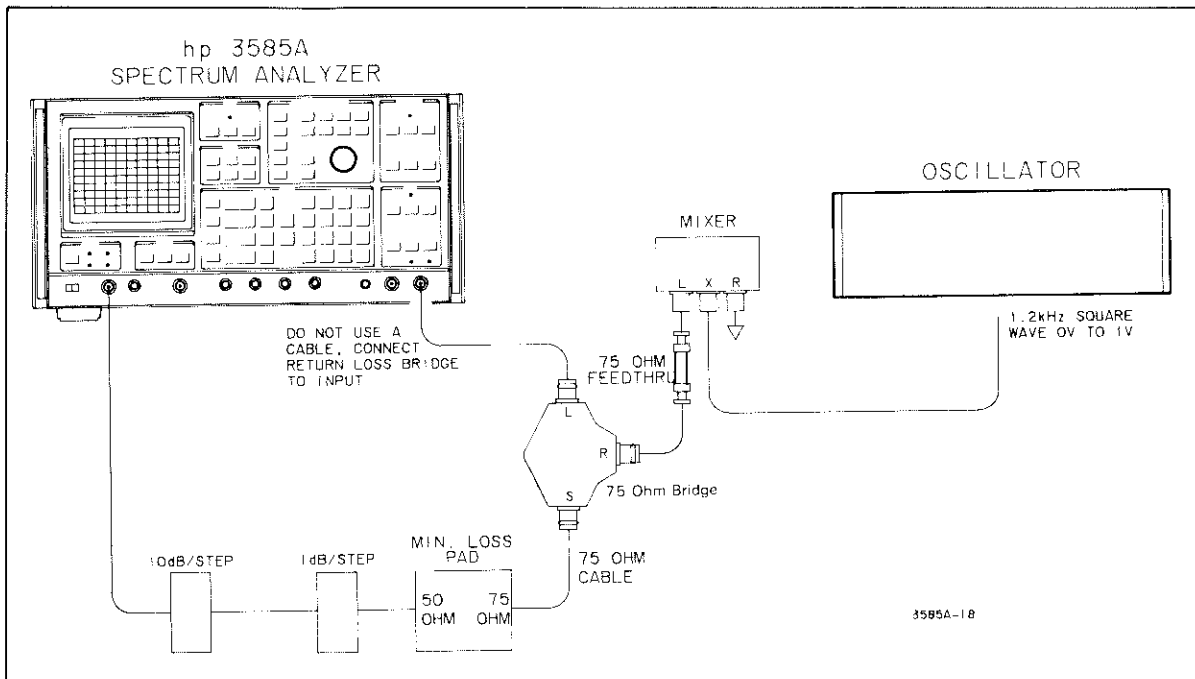 hp 3585A
SPECTRUM ANALYZER
OSCILLATOR
MIXER
L X R
1.2kHz SQUARE
WAVE 0V TO 1V
DO NOT USE A
CABLE, CONNECT
RETURN LOSS BRIDGE
TO INPUT
75 OHM
FEEDTHRU
L
R
S
75 Ohm Bridge
10dB/STEP
1dB/STEP
MIN. LOSS
PAD
50
OHM
75
OHM
75 OHM
CABLE
3585A-18